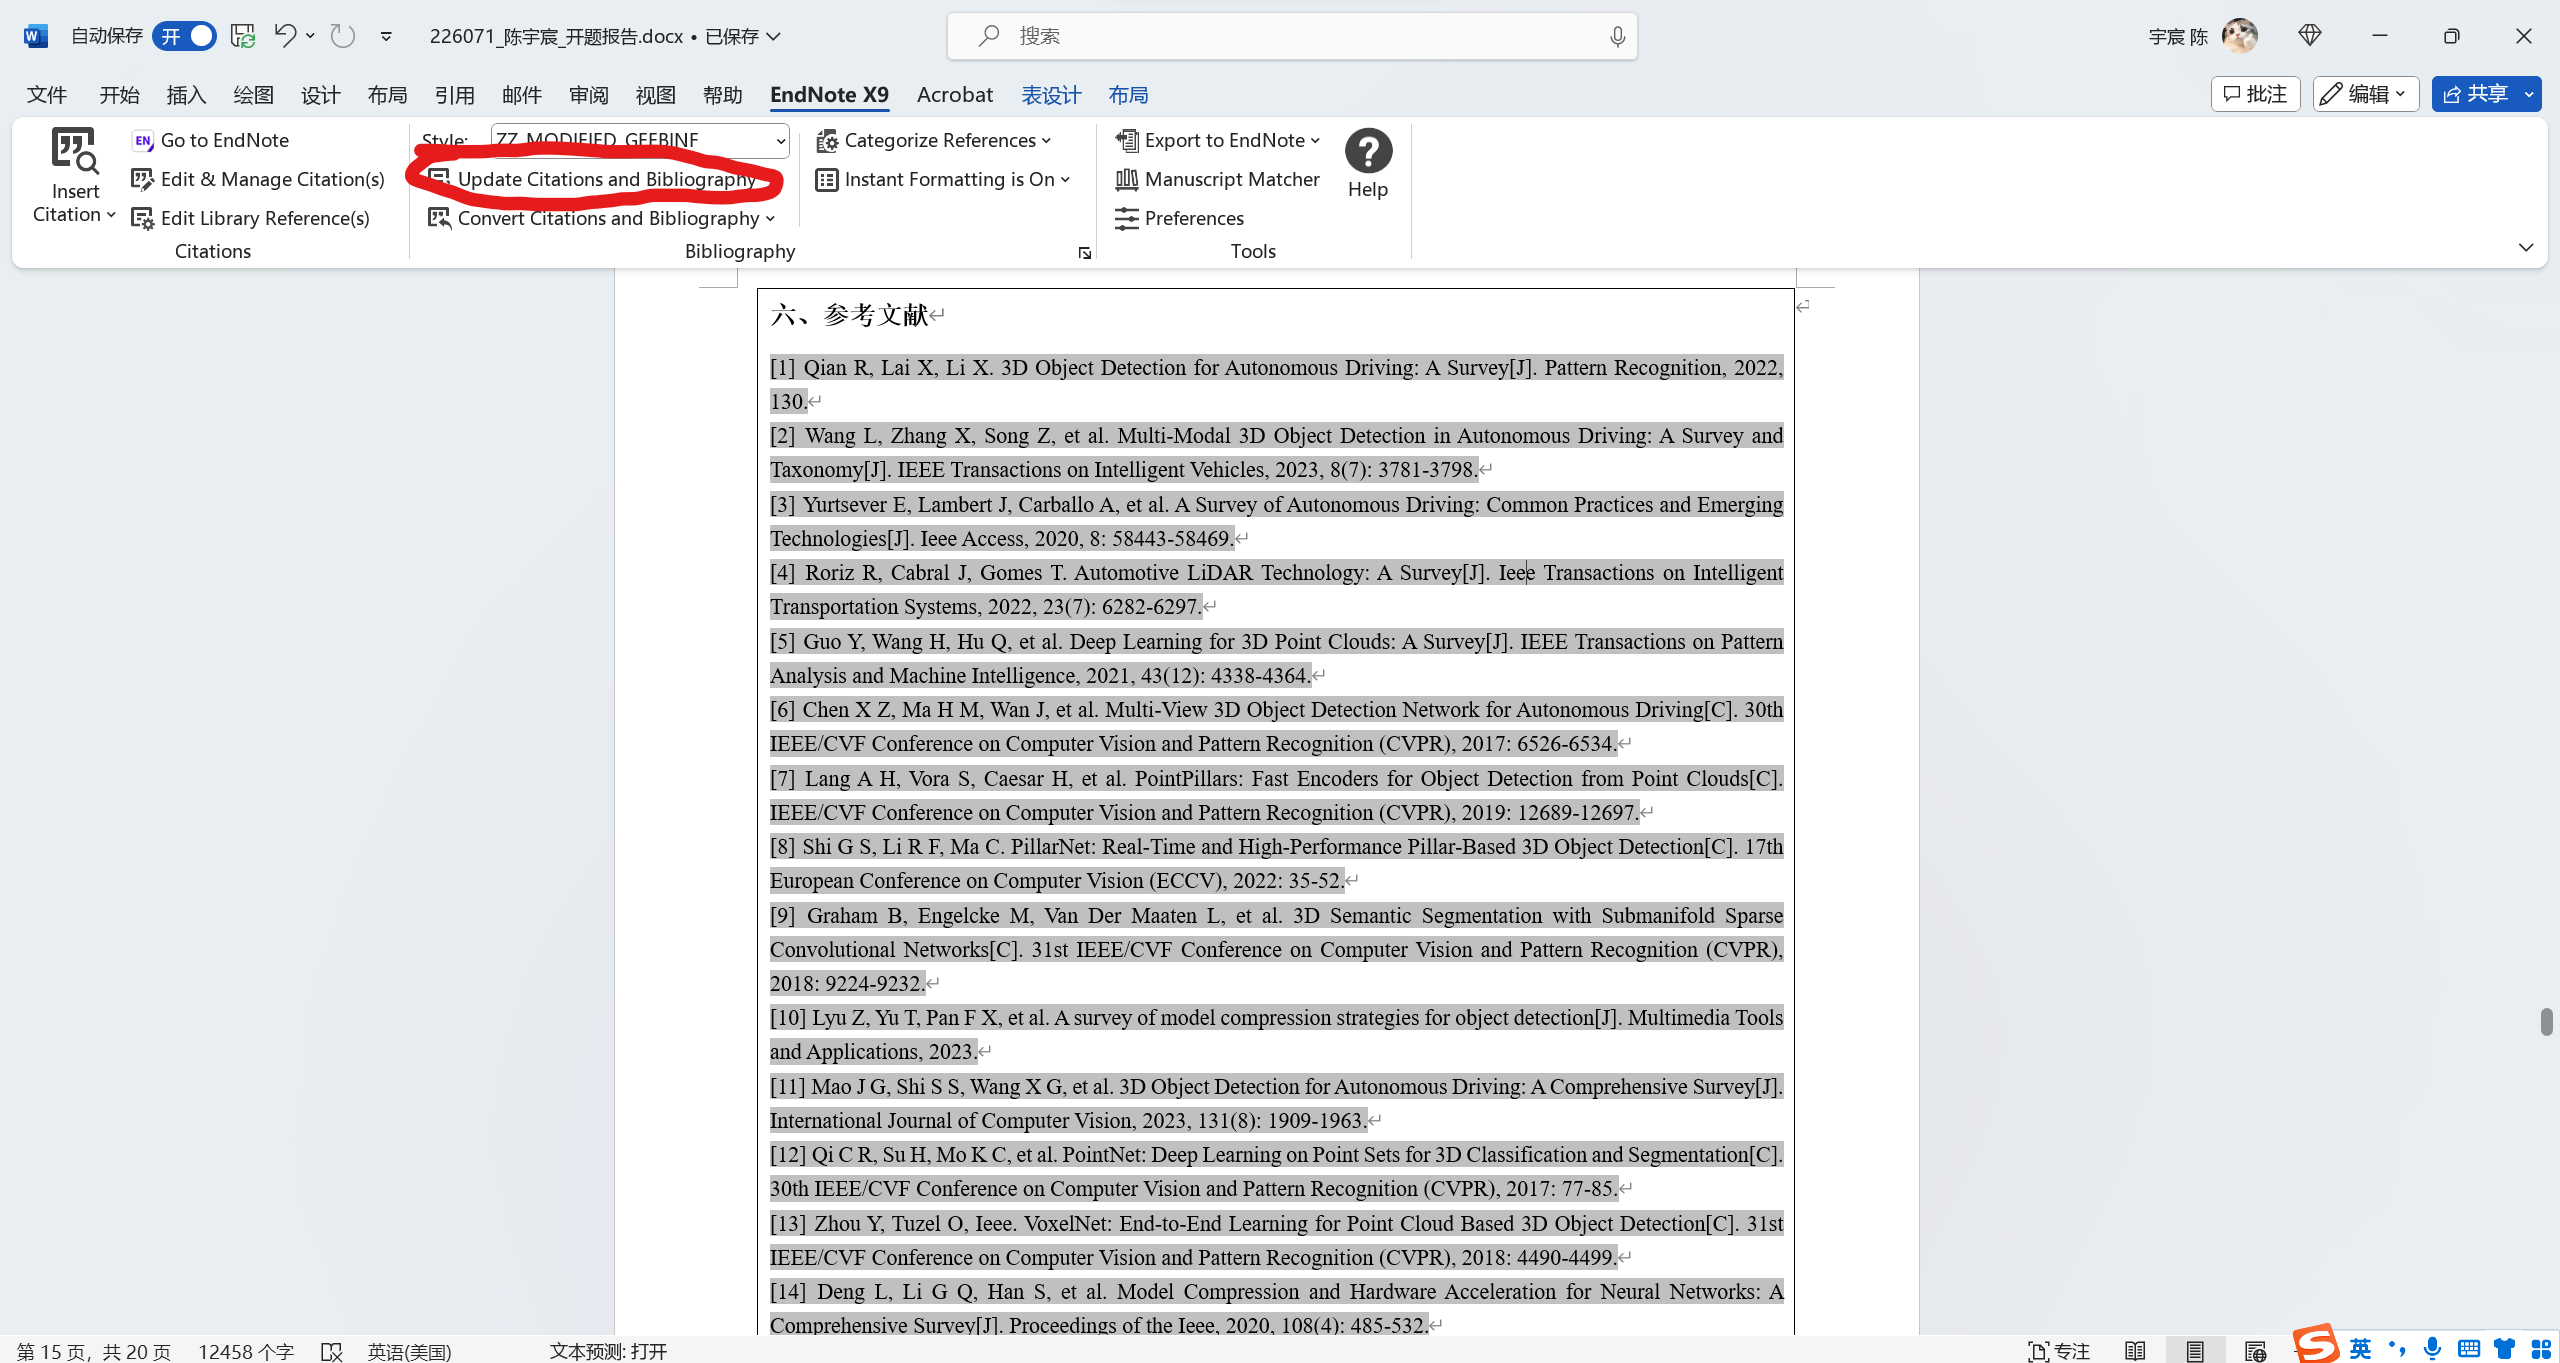 自动保存 开 226071_陈宇宸_开题报告.docx • 已保存 搜索 宇宸 陈
文件 开始 插入 绘图 设计 布局 引用 邮件 审阅 视图 帮助 EndNote X9 Acrobat 表设计 布局 批注 编辑 共享
Insert Citation
Go to EndNote
Edit & Manage Citation(s)
Edit Library Reference(s)
Citations
Style: ZZ_MODIFIED_GEEBINF
Update Citations and Bibliography
Convert Citations and Bibliography
Categorize References
Instant Formatting is On
Bibliography
Export to EndNote
Manuscript Matcher
Preferences
Help
Tools
六、参考文献
[1] Qian R, Lai X, Li X. 3D Object Detection for Autonomous Driving: A Survey[J]. Pattern Recognition, 2022,
130.
[2] Wang L, Zhang X, Song Z, et al. Multi-Modal 3D Object Detection in Autonomous Driving: A Survey and
Taxonomy[J]. IEEE Transactions on Intelligent Vehicles, 2023, 8(7): 3781-3798.
[3] Yurtsever E, Lambert J, Carballo A, et al. A Survey of Autonomous Driving: Common Practices and Emerging
Technologies[J]. Ieee Access, 2020, 8: 58443-58469.
[4] Roriz R, Cabral J, Gomes T. Automotive LiDAR Technology: A Survey[J]. Ieee Transactions on Intelligent
Transportation Systems, 2022, 23(7): 6282-6297.
[5] Guo Y, Wang H, Hu Q, et al. Deep Learning for 3D Point Clouds: A Survey[J]. IEEE Transactions on Pattern
Analysis and Machine Intelligence, 2021, 43(12): 4338-4364.
[6] Chen X Z, Ma H M, Wan J, et al. Multi-View 3D Object Detection Network for Autonomous Driving[C]. 30th
IEEE/CVF Conference on Computer Vision and Pattern Recognition (CVPR), 2017: 6526-6534.
[7] Lang A H, Vora S, Caesar H, et al. PointPillars: Fast Encoders for Object Detection from Point Clouds[C].
IEEE/CVF Conference on Computer Vision and Pattern Recognition (CVPR), 2019: 12689-12697.
[8] Shi G S, Li R F, Ma C. PillarNet: Real-Time and High-Performance Pillar-Based 3D Object Detection[C]. 17th
European Conference on Computer Vision (ECCV), 2022: 35-52.
[9] Graham B, Engelcke M, Van Der Maaten L, et al. 3D Semantic Segmentation with Submanifold Sparse
Convolutional Networks[C]. 31st IEEE/CVF Conference on Computer Vision and Pattern Recognition (CVPR),
2018: 9224-9232.
[10] Lyu Z, Yu T, Pan F X, et al. A survey of model compression strategies for object detection[J]. Multimedia Tools
and Applications, 2023.
[11] Mao J G, Shi S S, Wang X G, et al. 3D Object Detection for Autonomous Driving: A Comprehensive Survey[J].
International Journal of Computer Vision, 2023, 131(8): 1909-1963.
[12] Qi C R, Su H, Mo K C, et al. PointNet: Deep Learning on Point Sets for 3D Classification and Segmentation[C].
30th IEEE/CVF Conference on Computer Vision and Pattern Recognition (CVPR), 2017: 77-85.
[13] Zhou Y, Tuzel O, Ieee. VoxelNet: End-to-End Learning for Point Cloud Based 3D Object Detection[C]. 31st
IEEE/CVF Conference on Computer Vision and Pattern Recognition (CVPR), 2018: 4490-4499.
[14] Deng L, Li G Q, Han S, et al. Model Compression and Hardware Acceleration for Neural Networks: A
Comprehensive Survey[J]. Proceedings of the Ieee, 2020, 108(4): 485-532.
第 15 页，共 20 页 12458 个字 英语(美国) 文本预测: 打开 专注 英